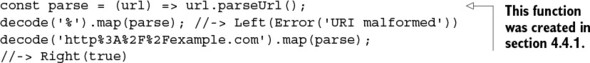 const parse = (url) => url.parseUrl();
decode('%').map(parse); //-> Left(Error('URI malformed'))
decode('http%3A%2F%2Fexample.com').map(parse);
//-> Right(true)
This function
was created in
section 4.4.1.